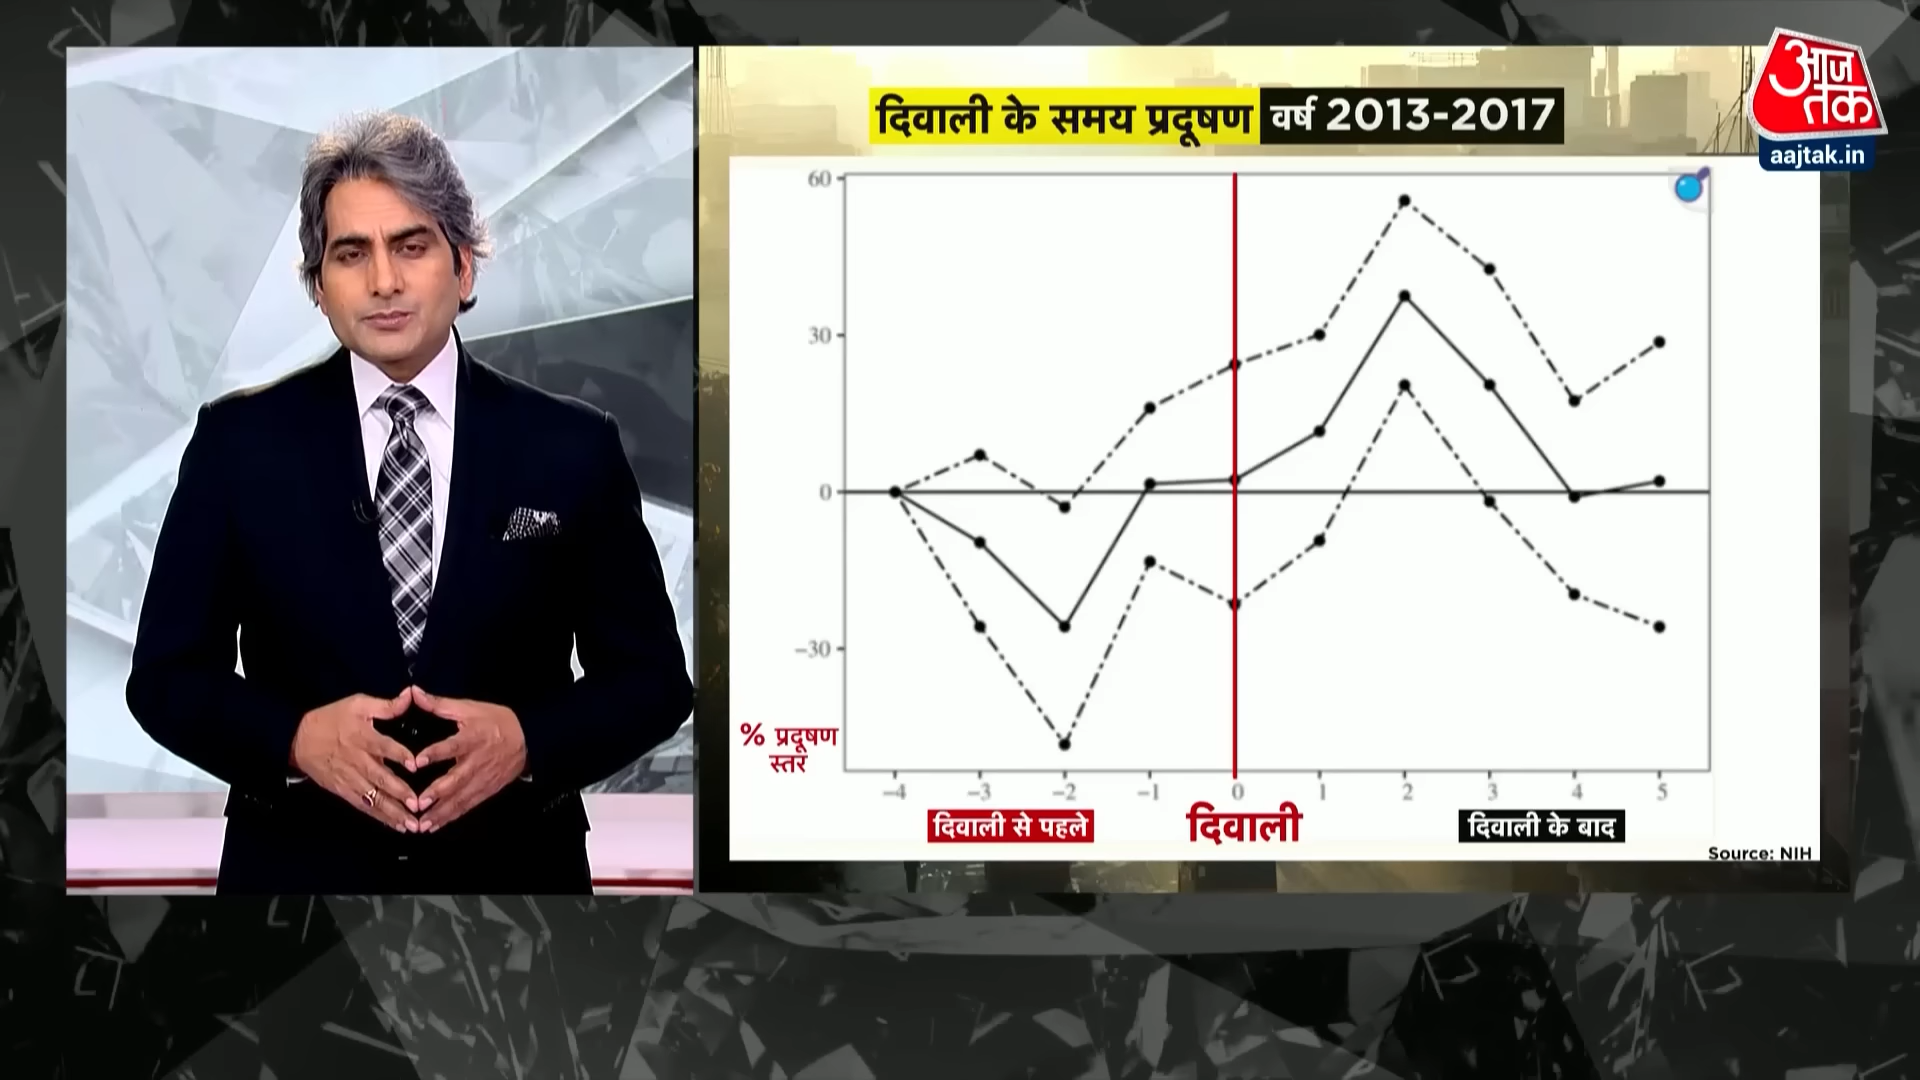 दिवाली के समय प्रदूषण वर्ष 2013-2017
आज
तक
aajtak.in
60
30
0
−30
% प्रदूषण
स्तर
−4 −3 −2 −1 0 1 2 3 4 5
दिवाली से पहले दिवाली दिवाली के बाद
Source: NIH